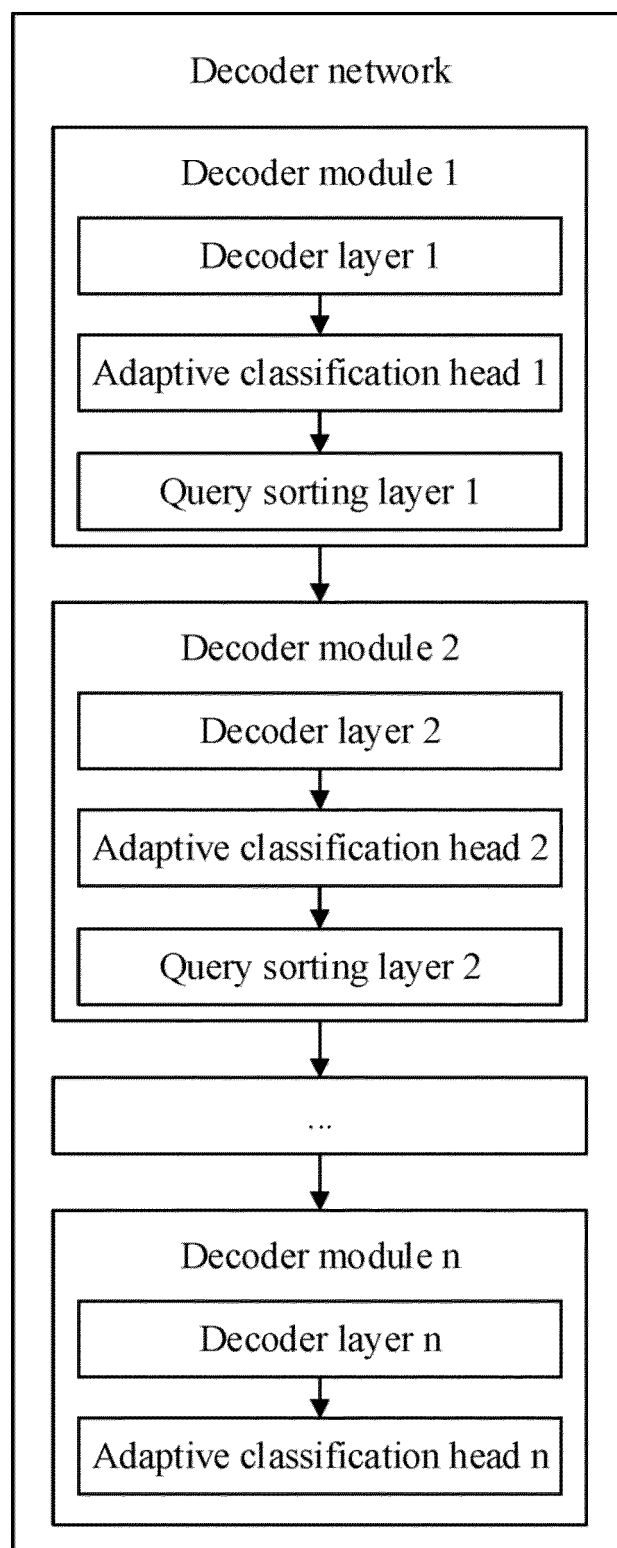 Decoder network
Decoder module 1
Decoder layer 1
Adaptive classification head 1
Query sorting layer 1
Decoder module 2
Decoder layer 2
Adaptive classification head 2
Query sorting layer 2
...
Decoder module n
Decoder layer n
Adaptive classification head n